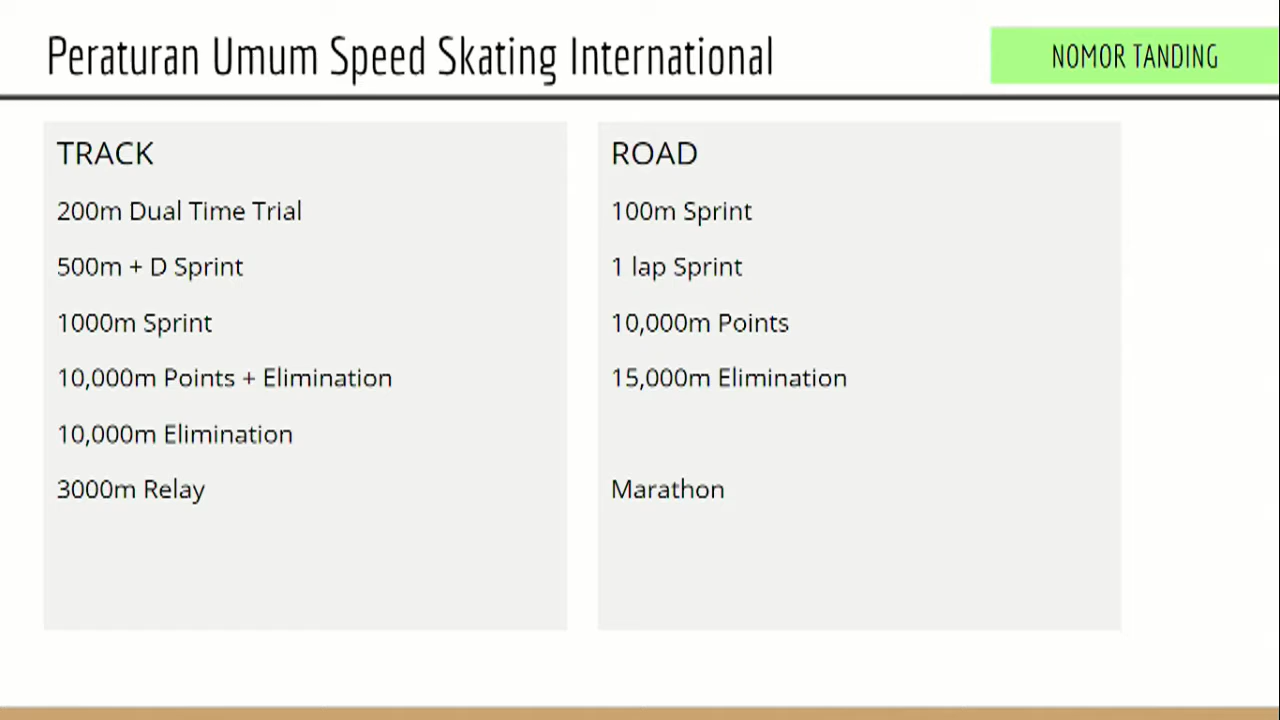 Peraturan Umum Speed Skating International
NOMOR TANDING
TRACK
200m Dual Time Trial
500m + D Sprint
1000m Sprint
10,000m Points + Elimination
10,000m Elimination
3000m Relay
ROAD
100m Sprint
1 lap Sprint
10,000m Points
15,000m Elimination
Marathon